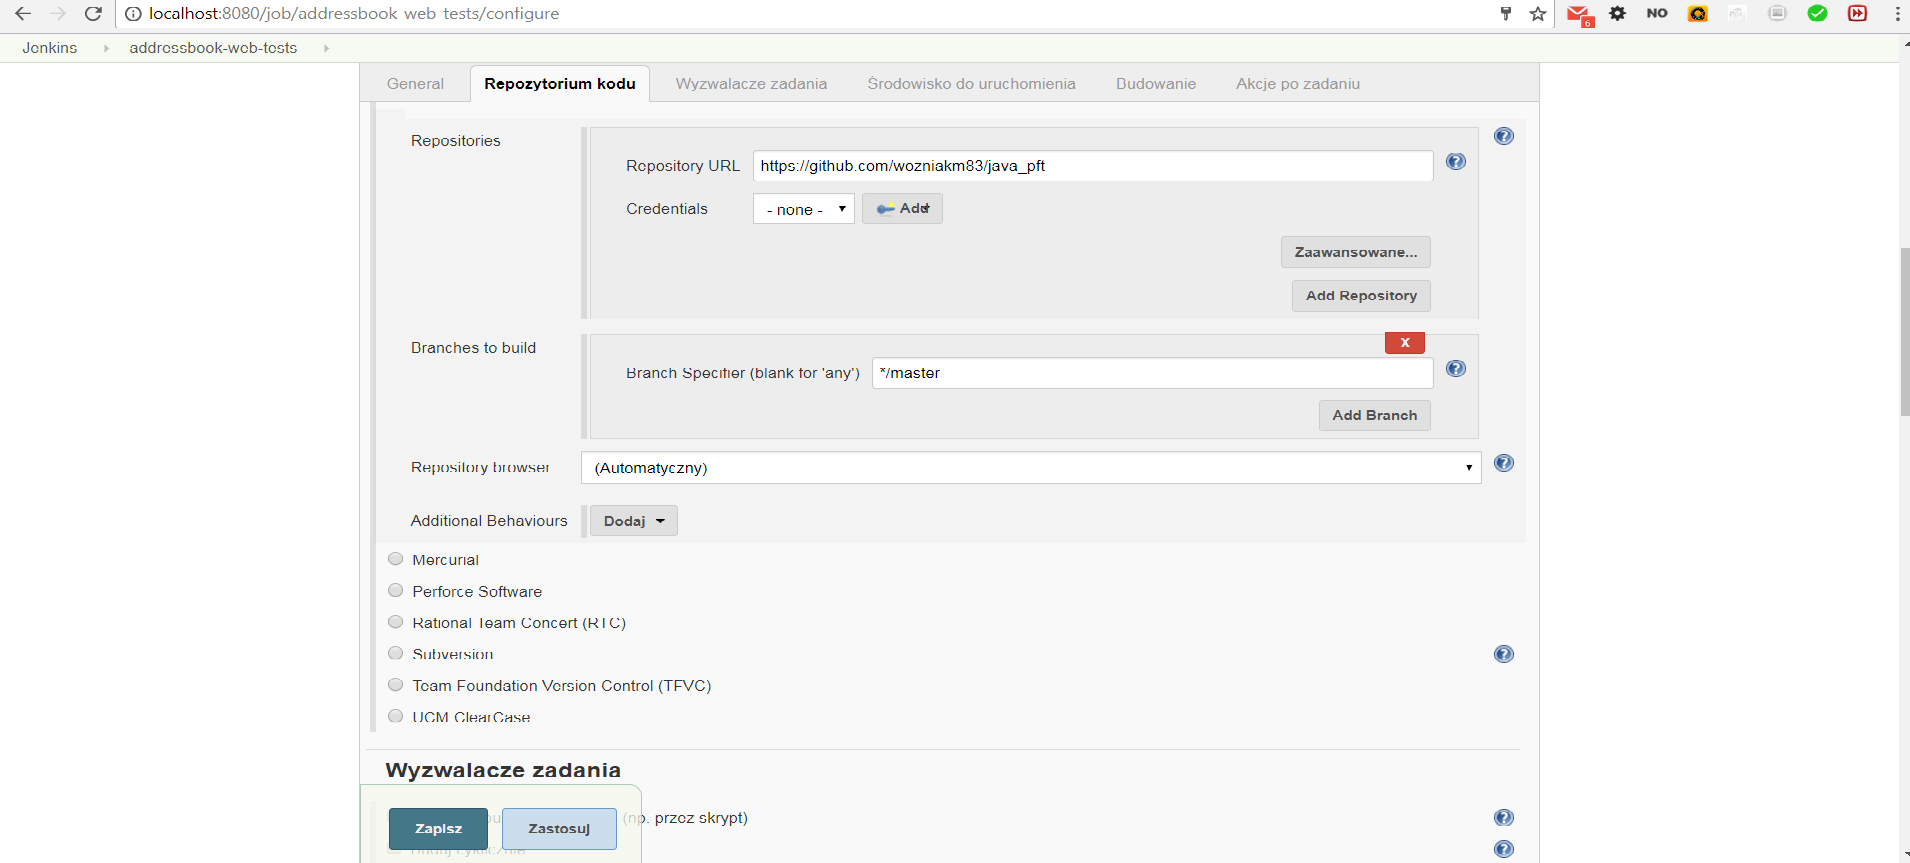 localhost:8080/job/addressbook-web-tests/configure
6
NO
Jenkins
addressbook-web-tests
General
Repozytorium kodu
Wyzwalacze zadania
Środowisko do uruchomienia
Budowanie
Akcje po zadaniu
Repositories
Repository URL
https://github.com/wozniakm83/java_pft
Credentials
- none -
Add
Zaawansowane...
Add Repository
Branches to build
X
Branch Specifier (blank for 'any')
*/master
Add Branch
Repository browser
(Automatyczny)
Additional Behaviours
Dodaj
Mercurial
Perforce Software
Rational Team Concert (RTC)
Subversion
Team Foundation Version Control (TFVC)
UCM ClearCase
Wyzwalacze zadania
(np. przez skrypt)
Zapisz
Zastosuj